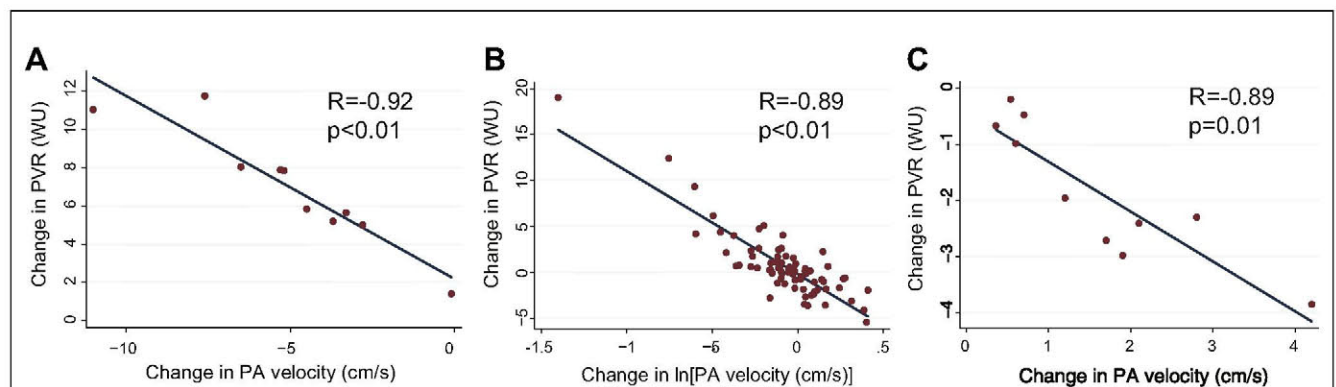 A
R=-0.92
p<0.01
Change in PVR (WU)
12
10
8
6
4
2
0
−10
−5
0
Change in PA velocity (cm/s)
B
R=-0.89
p<0.01
Change in PVR (WU)
20
15
10
5
0
−5
-1.5
−1
-.5
0
.5
Change in ln[PA velocity (cm/s)]
C
R=-0.89
p=0.01
Change in PVR (WU)
0
-1
-2
-3
-4
0
1
2
3
4
Change in PA velocity (cm/s)